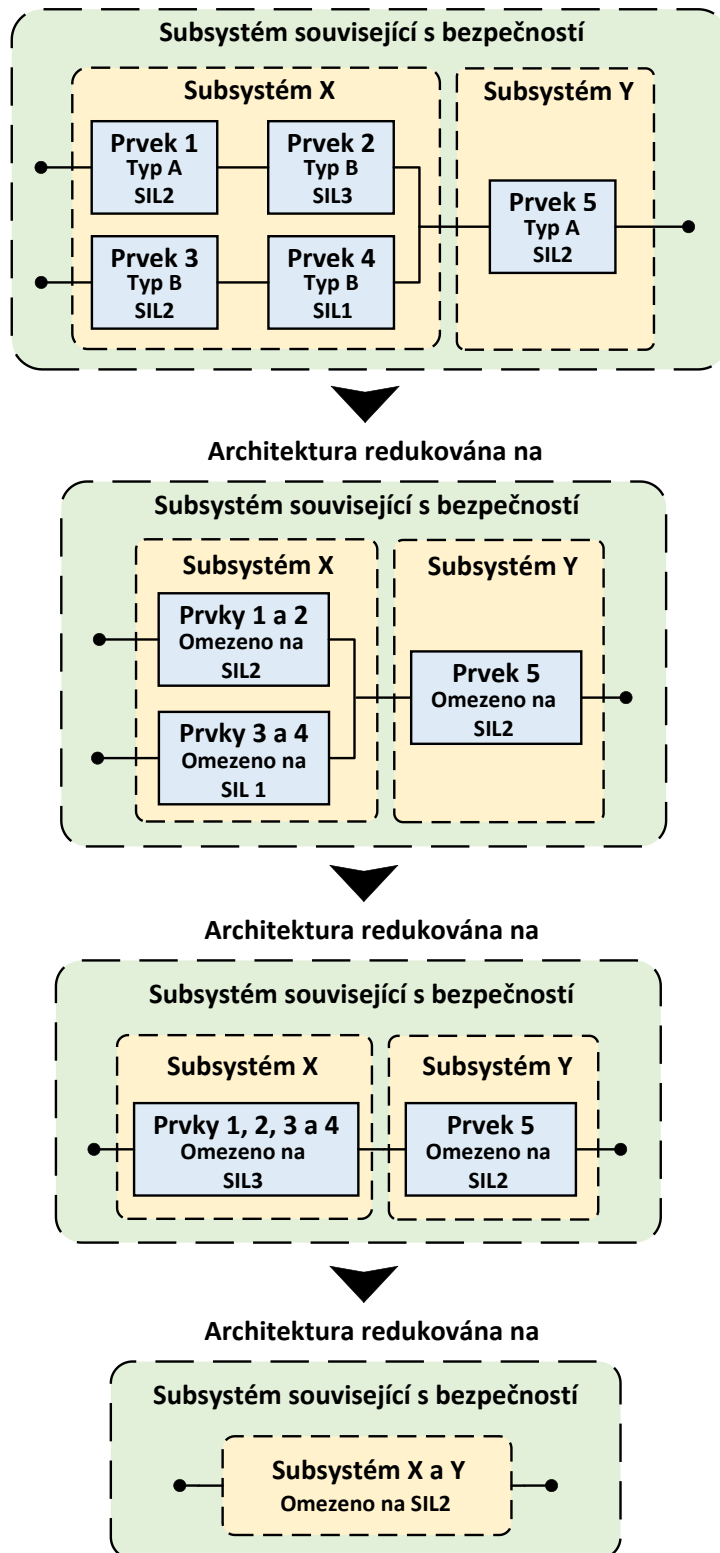 Subsystém související s bezpečností
Subsystém X
Subsystém Y
Prvek 1
Typ A
SIL2
Prvek 2
Typ B
SIL3
Prvek 3
Typ B
SIL2
Prvek 4
Typ B
SIL1
Prvek 5
Typ A
SIL2
Architektura redukována na
Subsystém související s bezpečností
Subsystém X
Subsystém Y
Prvky 1 a 2
Omezeno na
SIL2
Prvky 3 a 4
Omezeno na
SIL 1
Prvek 5
Omezeno na
SIL2
Architektura redukována na
Subsystém související s bezpečností
Subsystém X
Subsystém Y
Prvky 1, 2, 3 a 4
Omezeno na
SIL3
Prvek 5
Omezeno na
SIL2
Architektura redukována na
Subsystém související s bezpečností
Subsystém X a Y
Omezeno na SIL2